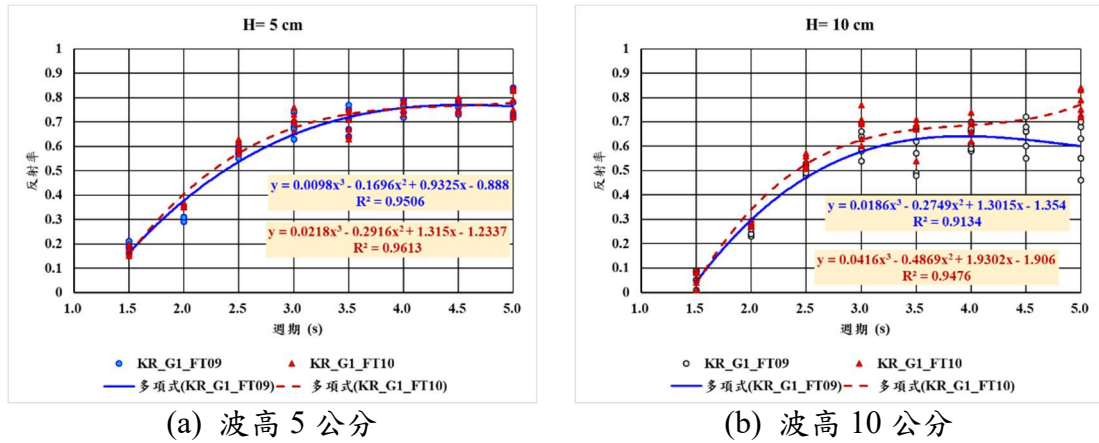 H= 5 cm
反射率
1
0.9
0.8
0.7
0.6
0.5
0.4
0.3
0.2
0.1
0
y = 0.0098x³ - 0.1696x² + 0.9325x - 0.888
R² = 0.9506
y = 0.0218x³ - 0.2916x² + 1.315x - 1.2337
R² = 0.9613
1.0 1.5 2.0 2.5 3.0 3.5 4.0 4.5 5.0
週期 (s)
KR_G1_FT09 KR_G1_FT10
多項式(KR_G1_FT09) 多項式(KR_G1_FT10)
(a) 波高 5 公分
H= 10 cm
反射率
1
0.9
0.8
0.7
0.6
0.5
0.4
0.3
0.2
0.1
0
y = 0.0186x³ - 0.2749x² + 1.3015x - 1.354
R² = 0.9134
y = 0.0416x³ - 0.4869x² + 1.9302x - 1.906
R² = 0.9476
1.0 1.5 2.0 2.5 3.0 3.5 4.0 4.5 5.0
週期 (s)
KR_G1_FT09 KR_G1_FT10
多項式(KR_G1_FT09) 多項式(KR_G1_FT10)
(b) 波高 10 公分